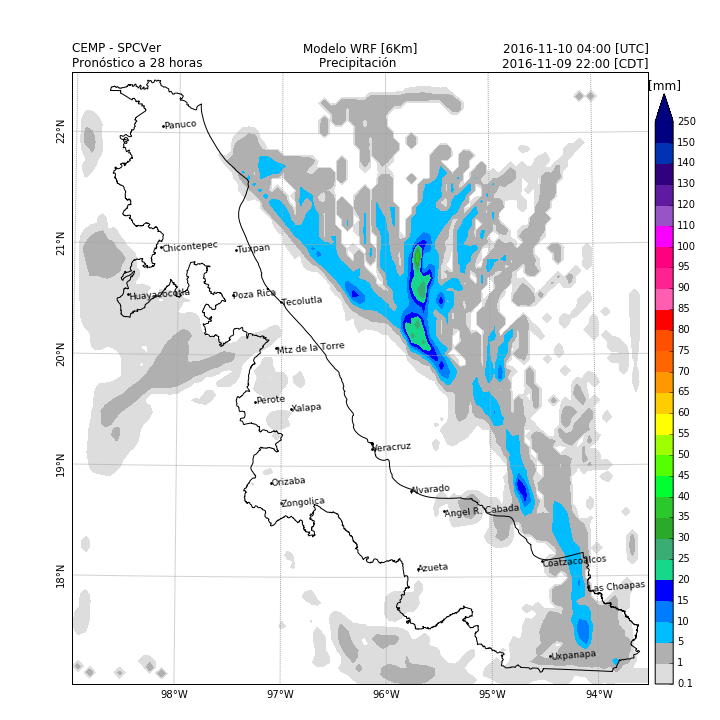 CEMP - SPCVer
Modelo WRF [6Km]
2016-11-10 04:00 [UTC]
Pronóstico a 28 horas
Precipitación
2016-11-09 22:00 [CDT]
[mm]
250
150
140
130
120
110
100
95
90
85
80
75
70
65
60
55
50
45
40
35
30
25
20
15
10
5
1
0.1
22°N
21°N
20°N
19°N
18°N
98°W
97°W
96°W
95°W
94°W
Panuco
Chicontepec
Tuxpan
Huayacocotla
Poza Rica
Tecolutla
Mtz de la Torre
Perote
Xalapa
Veracruz
Orizaba
Alvarado
Zongolica
Angel R. Cabada
Azueta
Coatzacoalcos
Las Choapas
Uxpanapa